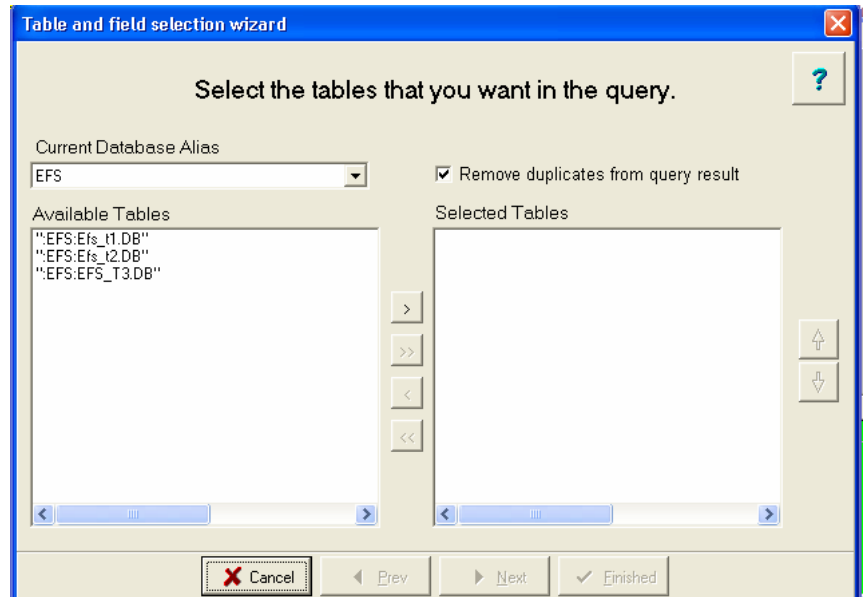 Table and field selection wizard
Select the tables that you want in the query.
?
Current Database Alias
EFS
Remove duplicates from query result
Available Tables
Selected Tables
":EFS:Efs_t1.DB"
":EFS:Efs_t2.DB"
":EFS:EFS_T3.DB"
>
>>
<
<<
Cancel
Prev
Next
Finished